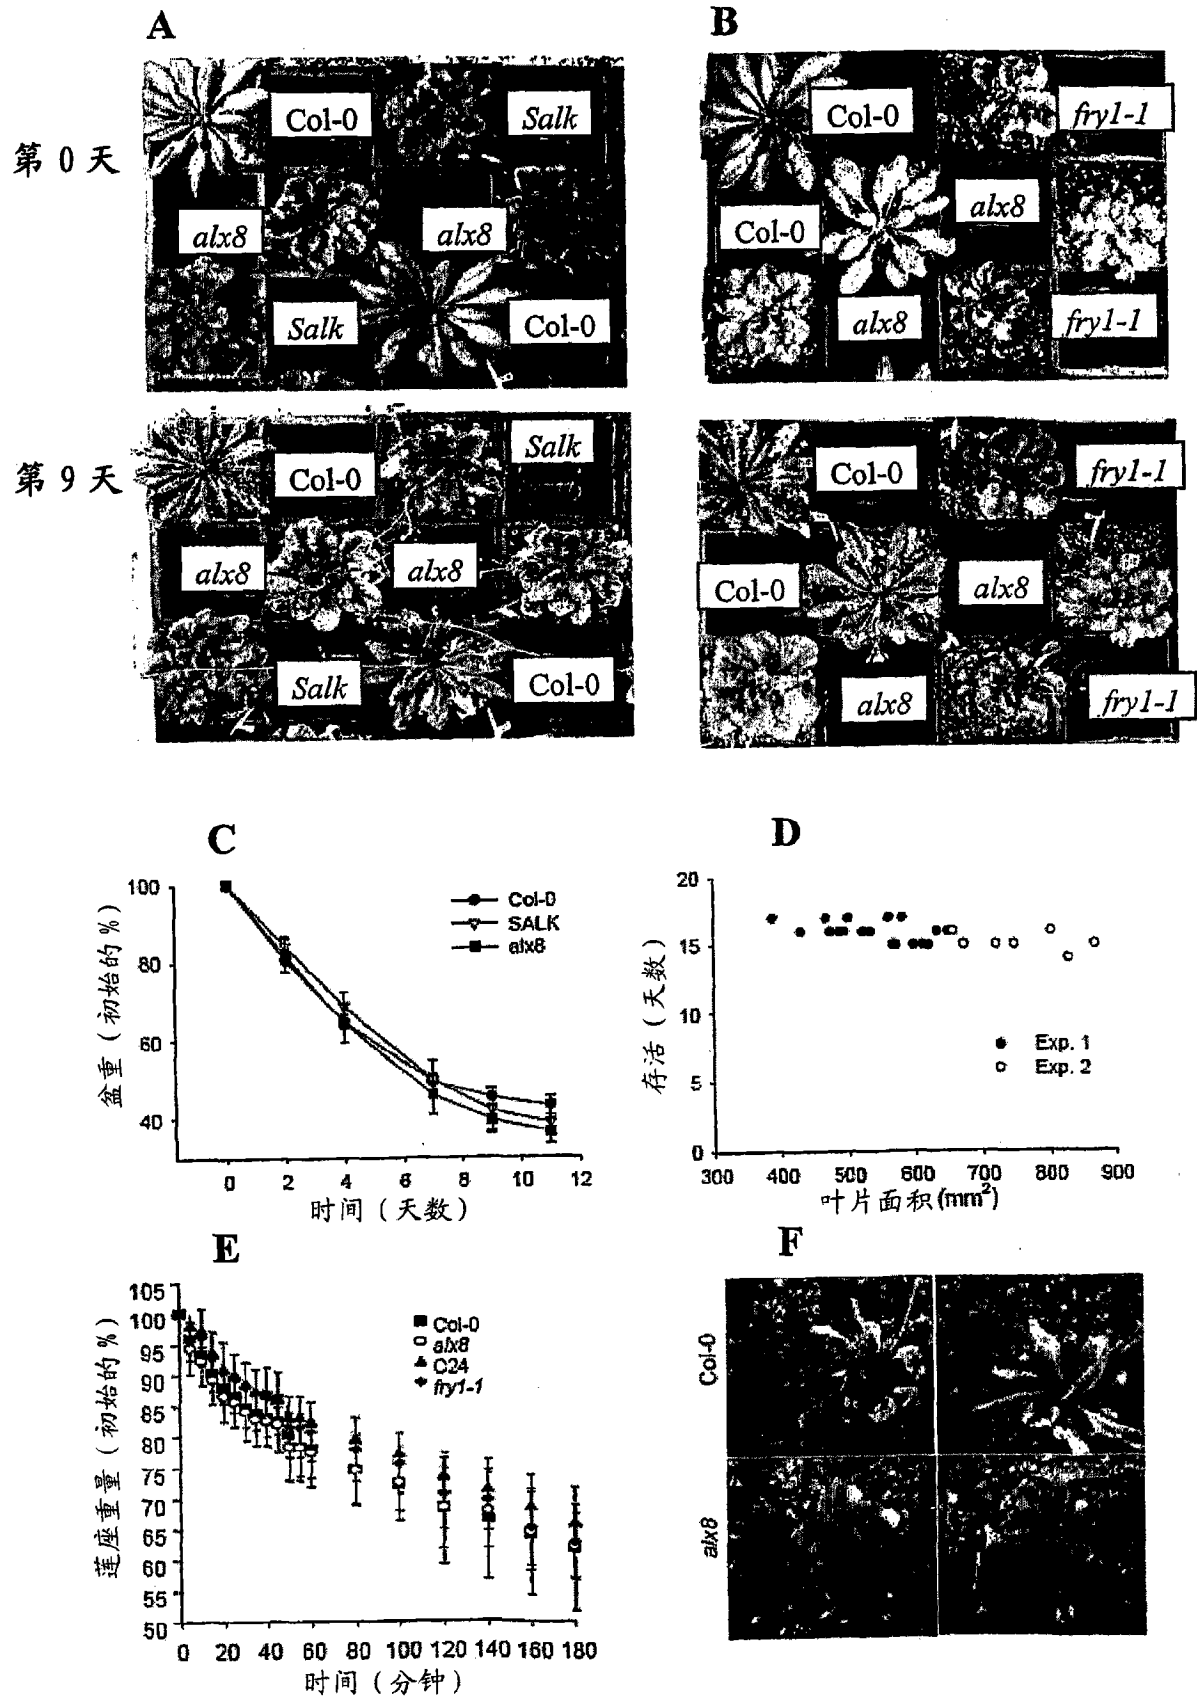 A
B
第 0 天
Col-0
Salk
alx8
alx8
Salk
Col-0
Col-0
fry1-1
Col-0
alx8
alx8
fry1-1
第 9 天
Col-0
Salk
alx8
alx8
Salk
Col-0
Col-0
fry1-1
Col-0
alx8
alx8
fry1-1
C
盆重（初始的%）
100
80
60
40
Col-0
SALK
alx8
0 2 4 6 8 10 12
时间（天数）
D
存活（天数）
20
15
10
5
0
Exp. 1
Exp. 2
300 400 500 600 700 800 900
叶片面积(mm²)
E
莲座重量（初始的%）
105
100
95
90
85
80
75
70
65
60
55
50
Col-0
alx8
C24
fry1-1
0 20 40 60 80 100 120 140 160 180
时间（分钟）
F
Col-0
alx8